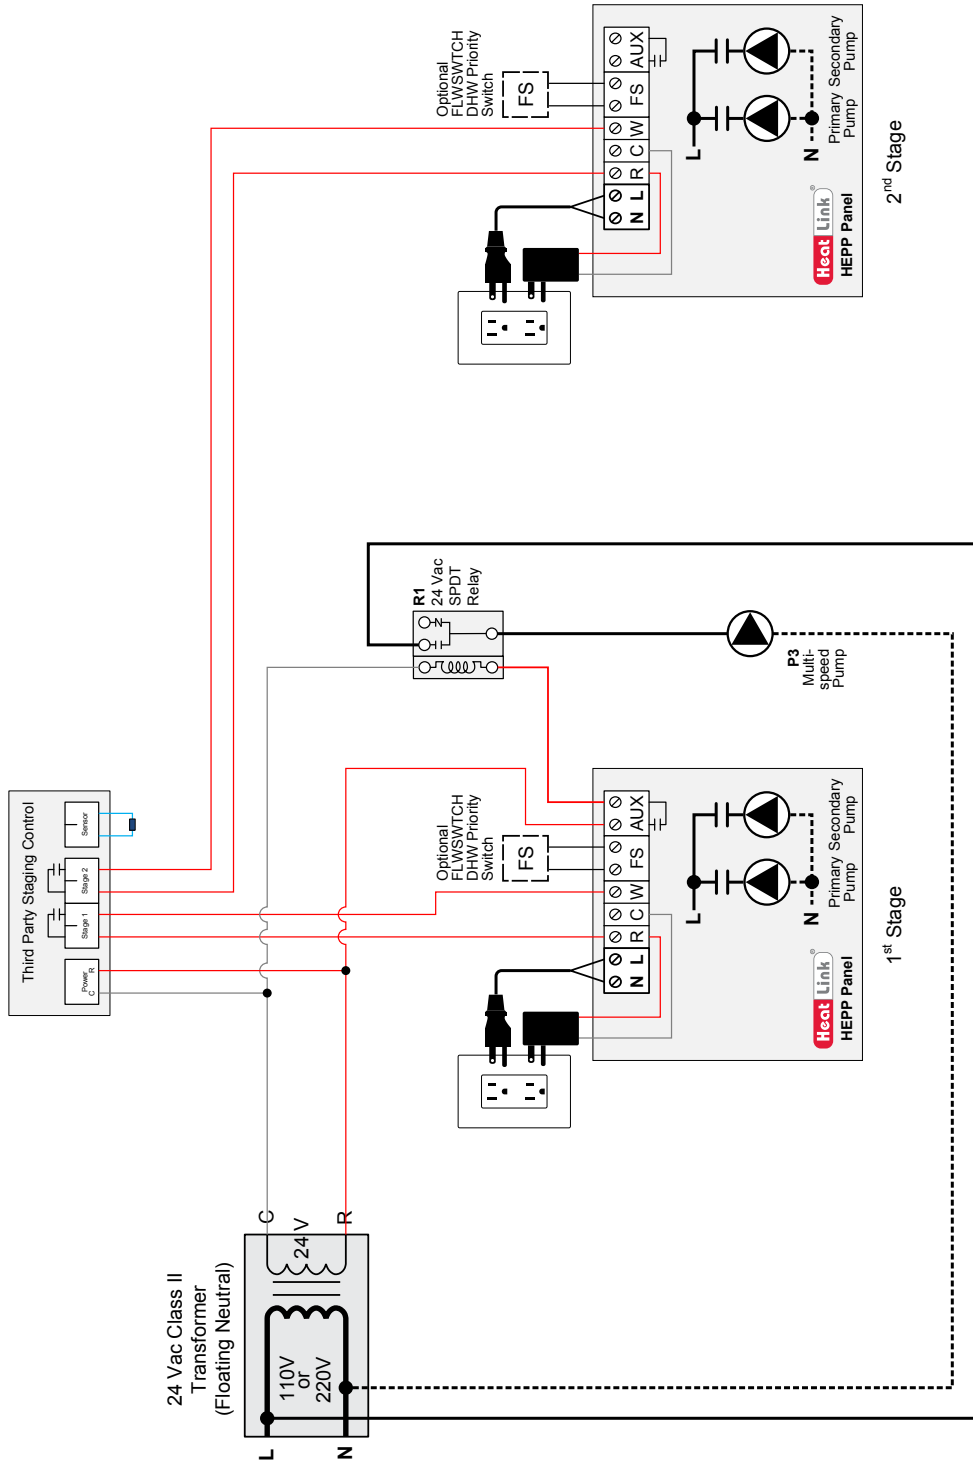 Third Party Staging Control
Power
C R
Stage 1
Stage 2
Sensor
24 Vac Class II
Transformer
(Floating Neutral)
L
N
110V
or
220V
24 V
C
R
R1
24 Vac
SPDT
Relay
P3
Multi-
speed
Pump
Optional
FLWSWTCH
DHW Priority
Switch
FS
N L R C W FS AUX
L
N
Primary
Pump
Secondary
Pump
Heat Link®
HEPP Panel
1st Stage
Optional
FLWSWTCH
DHW Priority
Switch
FS
N L R C W FS AUX
L
N
Primary
Pump
Secondary
Pump
Heat Link®
HEPP Panel
2nd Stage